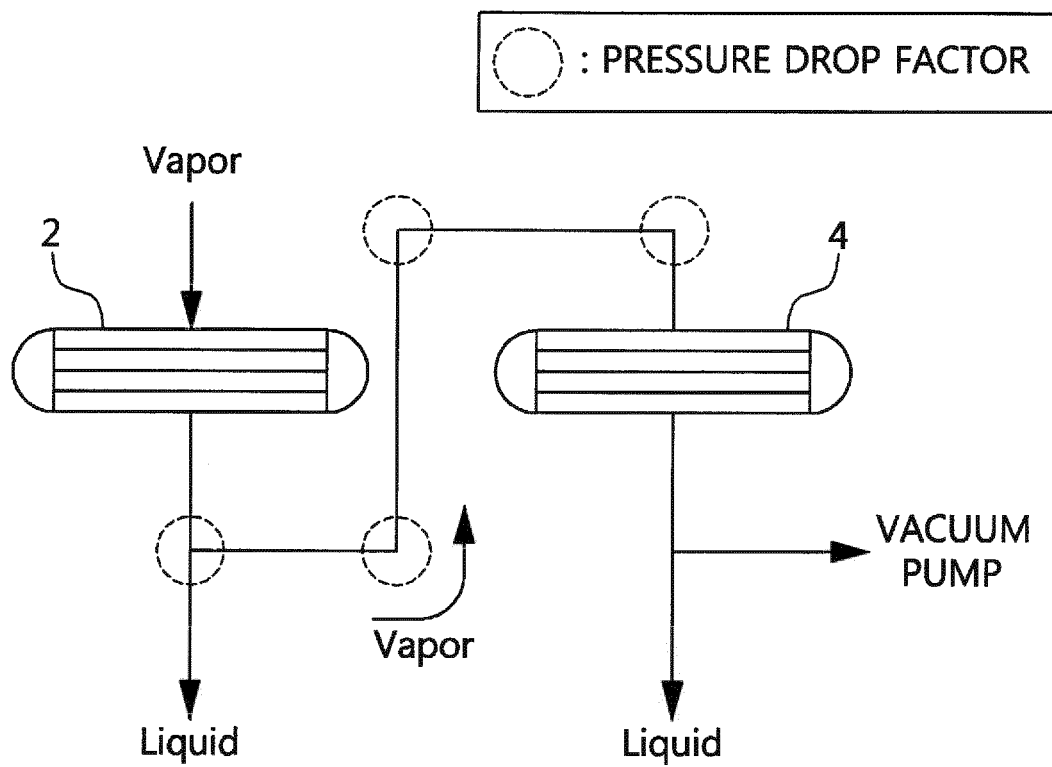 : PRESSURE DROP FACTOR
Vapor
2
4
VACUUM
PUMP
Vapor
Liquid
Liquid